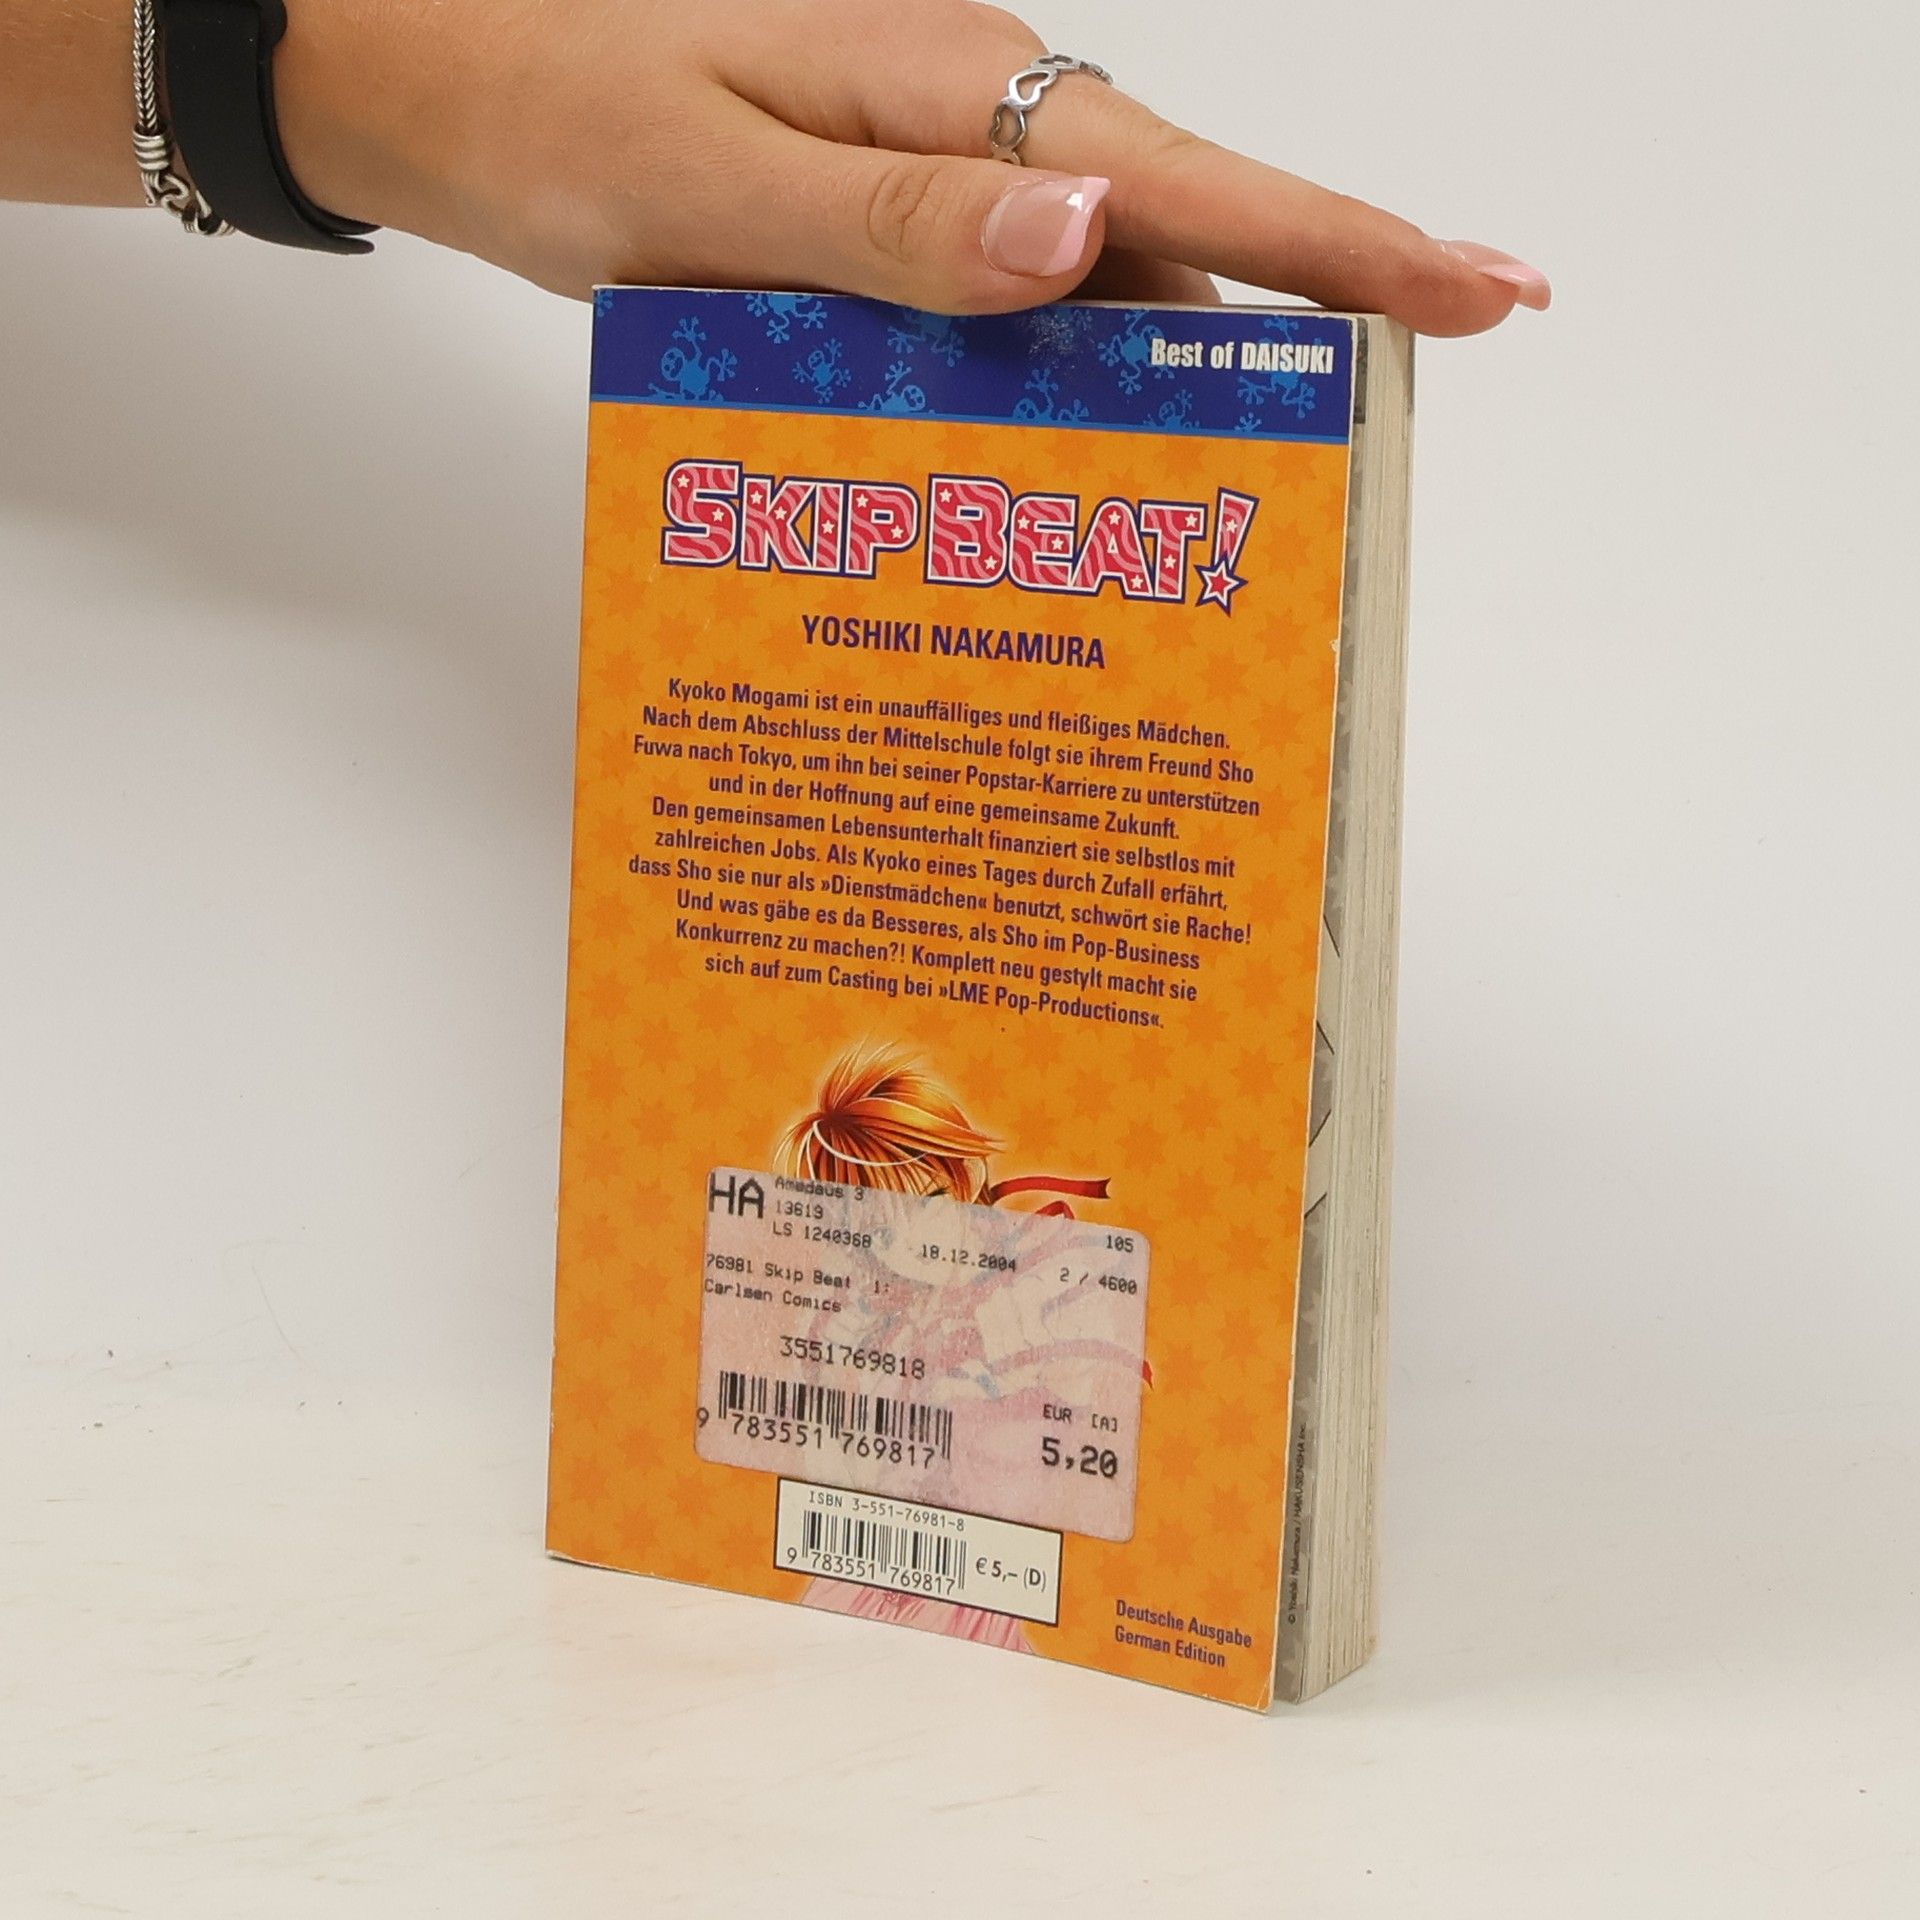 Best of DAISUKI
SKIP BEAT!
YOSHIKI NAKAMURA
Kyoko Mogami ist ein unauffälliges und fleißiges Mädchen.
Nach dem Abschluss der Mittelschule folgt sie ihrem Freund Sho
Fuwa nach Tokyo, um ihn bei seiner Popstar-Karriere zu unterstützen
und in der Hoffnung auf eine gemeinsame Zukunft.
Den gemeinsamen Lebensunterhalt finanziert sie selbstlos mit
zahlreichen Jobs. Als Kyoko eines Tages durch Zufall erfährt,
dass Sho sie nur als »Dienstmädchen« benutzt, schwört sie Rache!
Und was gäbe es da Besseres, als Sho im Pop-Business
Konkurrenz zu machen?! Komplett neu gestylt macht sie
sich auf zum Casting bei »LME Pop-Productions«.
HA Amadaus 3
13619 105
LS 1240368 18.12.2004 2 / 4600
76981 Skip Beat 1:
Carlsen Comics
3551769818
EUR [A]
9 783551 769817 5,20
ISBN 3-551-76981-8
9 783551 769817 € 5,– (D)
Deutsche Ausgabe
German Edition
© Yoshiki Nakamura / HAKUSENSHA Inc.